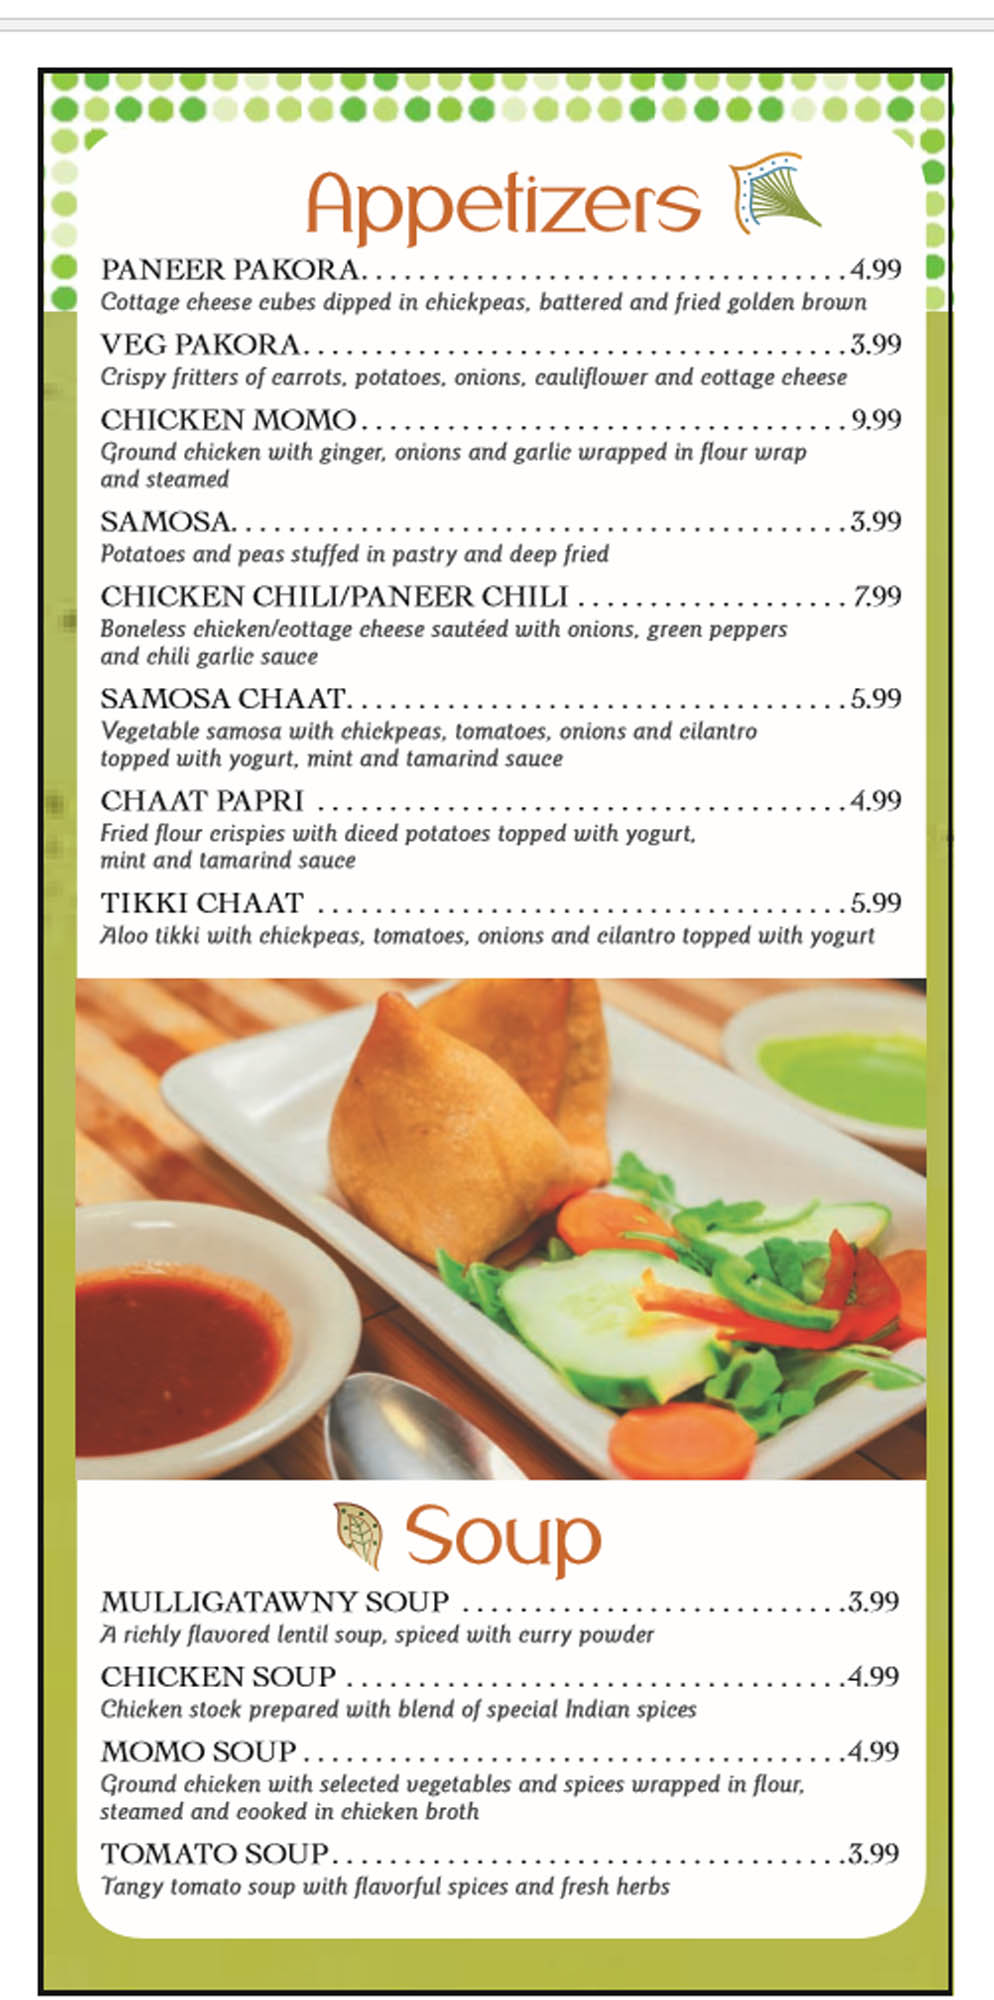 Appetizers
PANEER PAKORA..................................4.99
Cottage cheese cubes dipped in chickpeas, battered and fried golden brown
VEG PAKORA......................................3.99
Crispy fritters of carrots, potatoes, onions, cauliflower and cottage cheese
CHICKEN MOMO..................................9.99
Ground chicken with ginger, onions and garlic wrapped in flour wrap
and steamed
SAMOSA...........................................3.99
Potatoes and peas stuffed in pastry and deep fried
CHICKEN CHILI/PANEER CHILI ................... 7.99
Boneless chicken/cottage cheese sautéed with onions, green peppers
and chili garlic sauce
SAMOSA CHAAT...................................5.99
Vegetable samosa with chickpeas, tomatoes, onions and cilantro
topped with yogurt, mint and tamarind sauce
CHAAT PAPRI .....................................4.99
Fried flour crispies with diced potatoes topped with yogurt,
mint and tamarind sauce
TIKKI CHAAT .....................................5.99
Aloo tikki with chickpeas, tomatoes, onions and cilantro topped with yogurt
Soup
MULLIGATAWNY SOUP ...........................3.99
A richly flavored lentil soup, spiced with curry powder
CHICKEN SOUP ...................................4.99
Chicken stock prepared with blend of special Indian spices
MOMO SOUP......................................4.99
Ground chicken with selected vegetables and spices wrapped in flour,
steamed and cooked in chicken broth
TOMATO SOUP....................................3.99
Tangy tomato soup with flavorful spices and fresh herbs